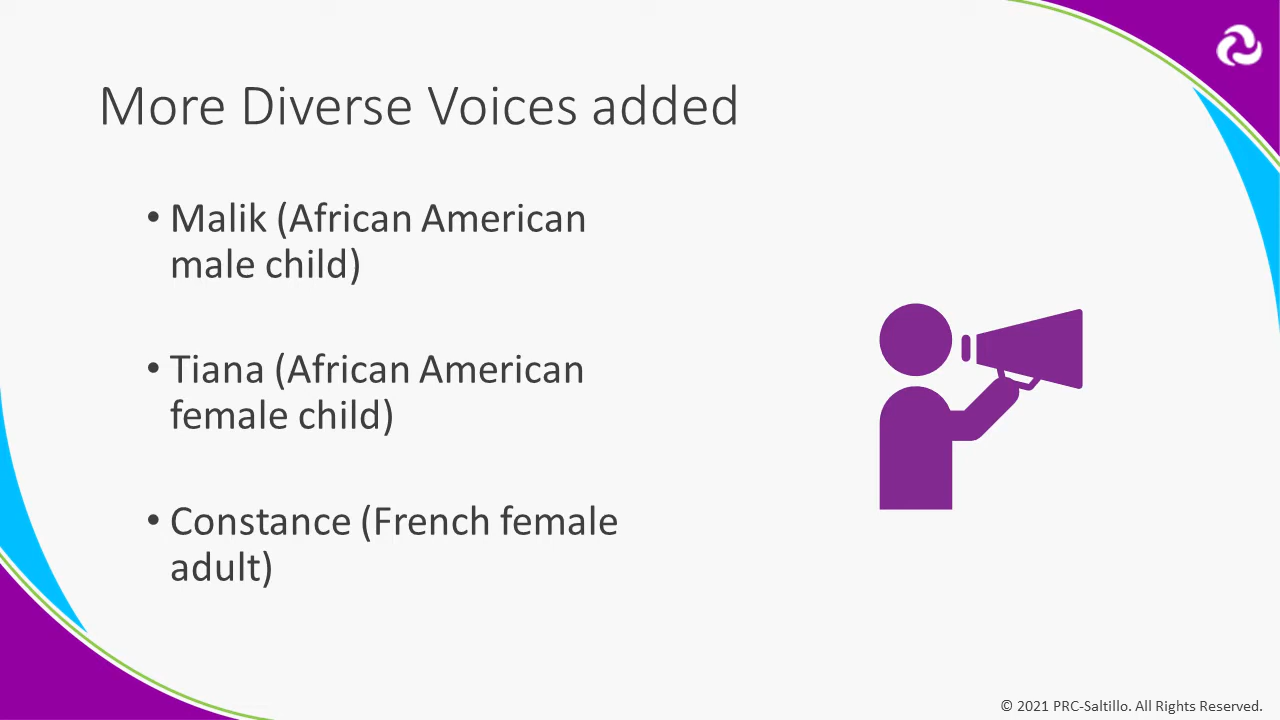 More Diverse Voices added
• Malik (African American
male child)
• Tiana (African American
female child)
• Constance (French female
adult)
© 2021 PRC-Saltillo. All Rights Reserved.